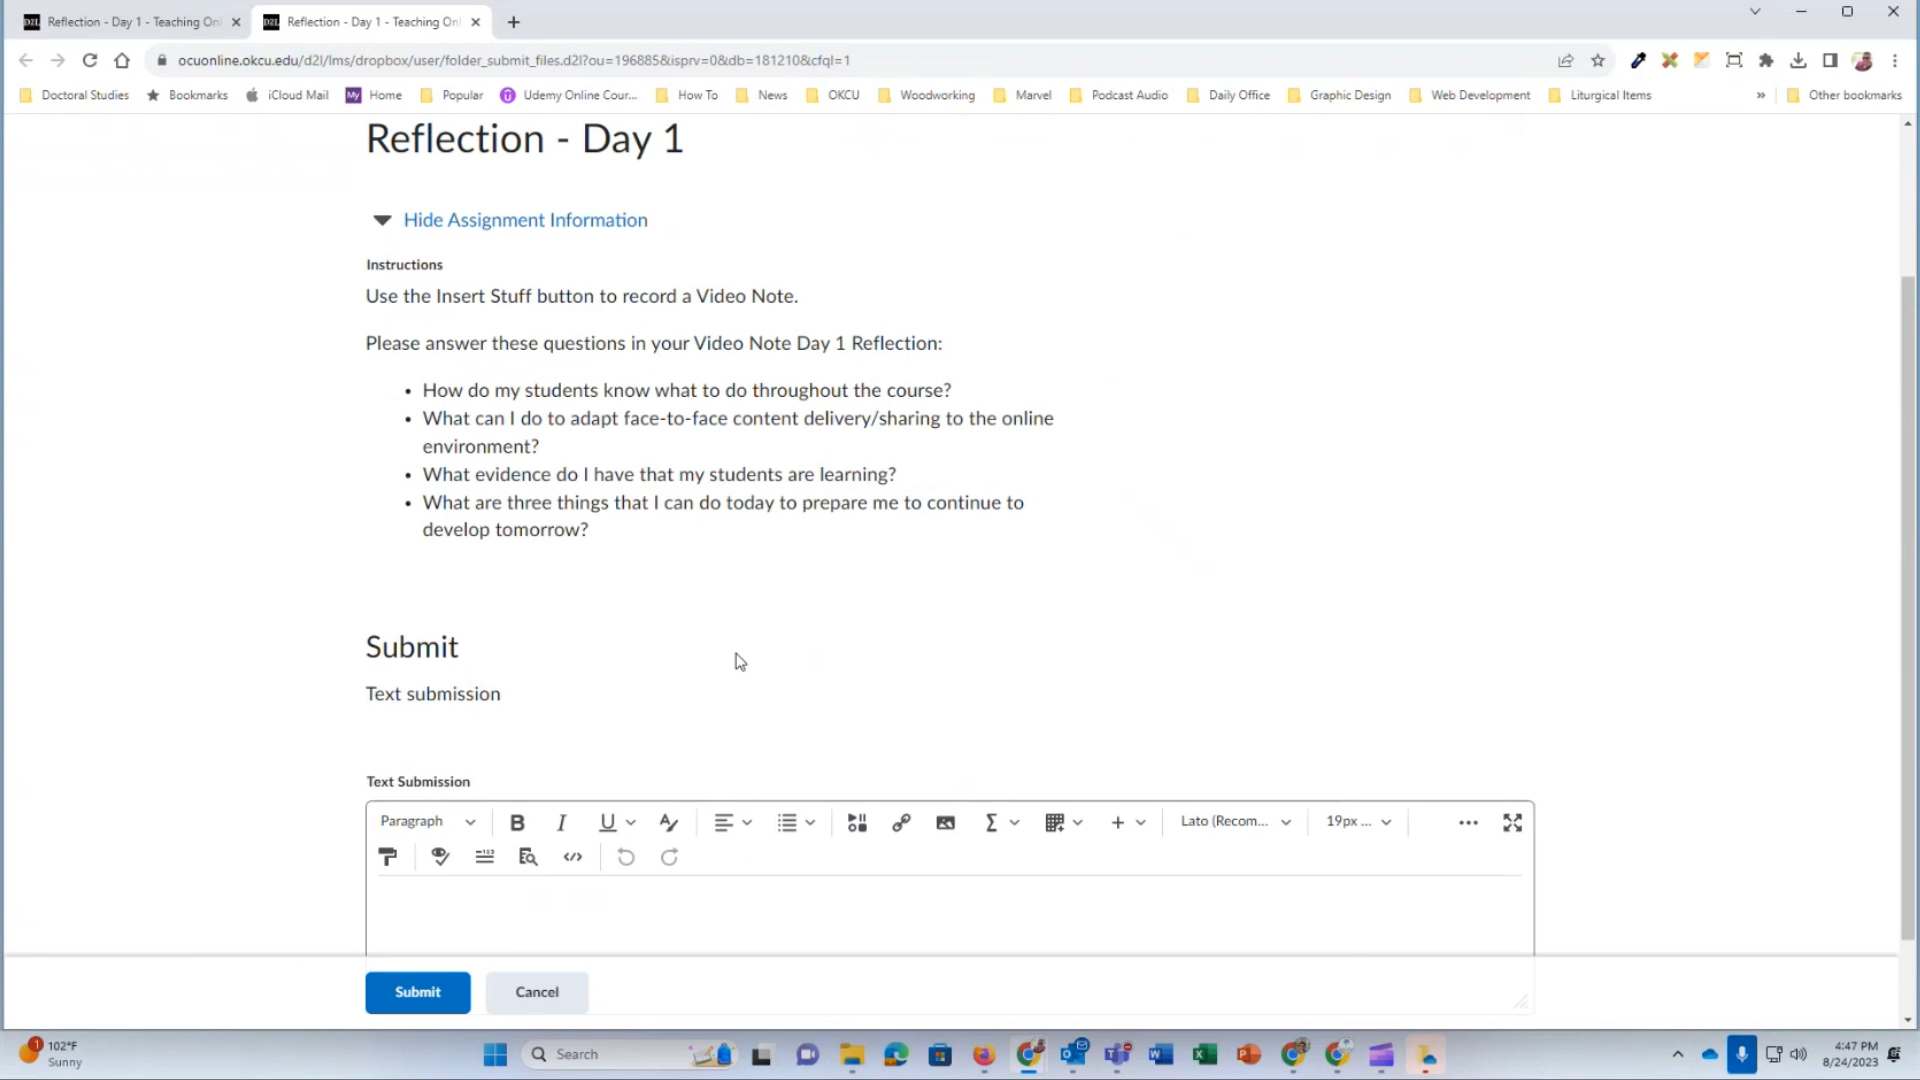 Reflection - Day 1 - Teaching Onl
Reflection - Day 1 - Teaching Onl
ocuonline.okcu.edu/d2l/lms/dropbox/user/folder_submit_files.d2l?ou=196885&isprv=0&db=181210&cfql=1
Doctoral Studies Bookmarks iCloud Mail My Home Popular Udemy Online Cour... How To News OKCU Woodworking Marvel Podcast Audio Daily Office Graphic Design Web Development Liturgical Items » Other bookmarks
Reflection - Day 1
Hide Assignment Information
Instructions
Use the Insert Stuff button to record a Video Note.
Please answer these questions in your Video Note Day 1 Reflection:
• How do my students know what to do throughout the course?
• What can I do to adapt face-to-face content delivery/sharing to the online
environment?
• What evidence do I have that my students are learning?
• What are three things that I can do today to prepare me to continue to
develop tomorrow?
Submit
Text submission
Text Submission
Paragraph B I U Lato (Recom... 19px ...
Submit Cancel
102°F
Sunny
Search
4:47 PM
8/24/2023